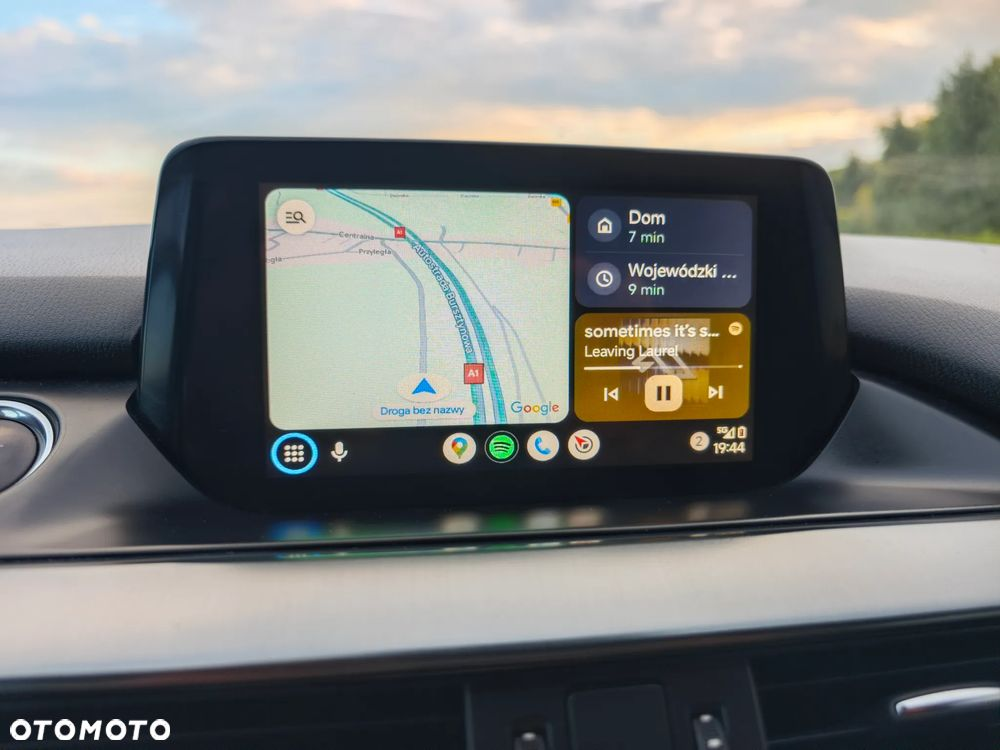 Centralna
A1
Przyległa
egła
Autostrada Bursztynowa
A1
Droga bez nazwy
Google
Dom
7 min
Wojewódzki ...
9 min
sometimes it's s...
Leaving Laurel
2
5G
19:44
OTOMOTO